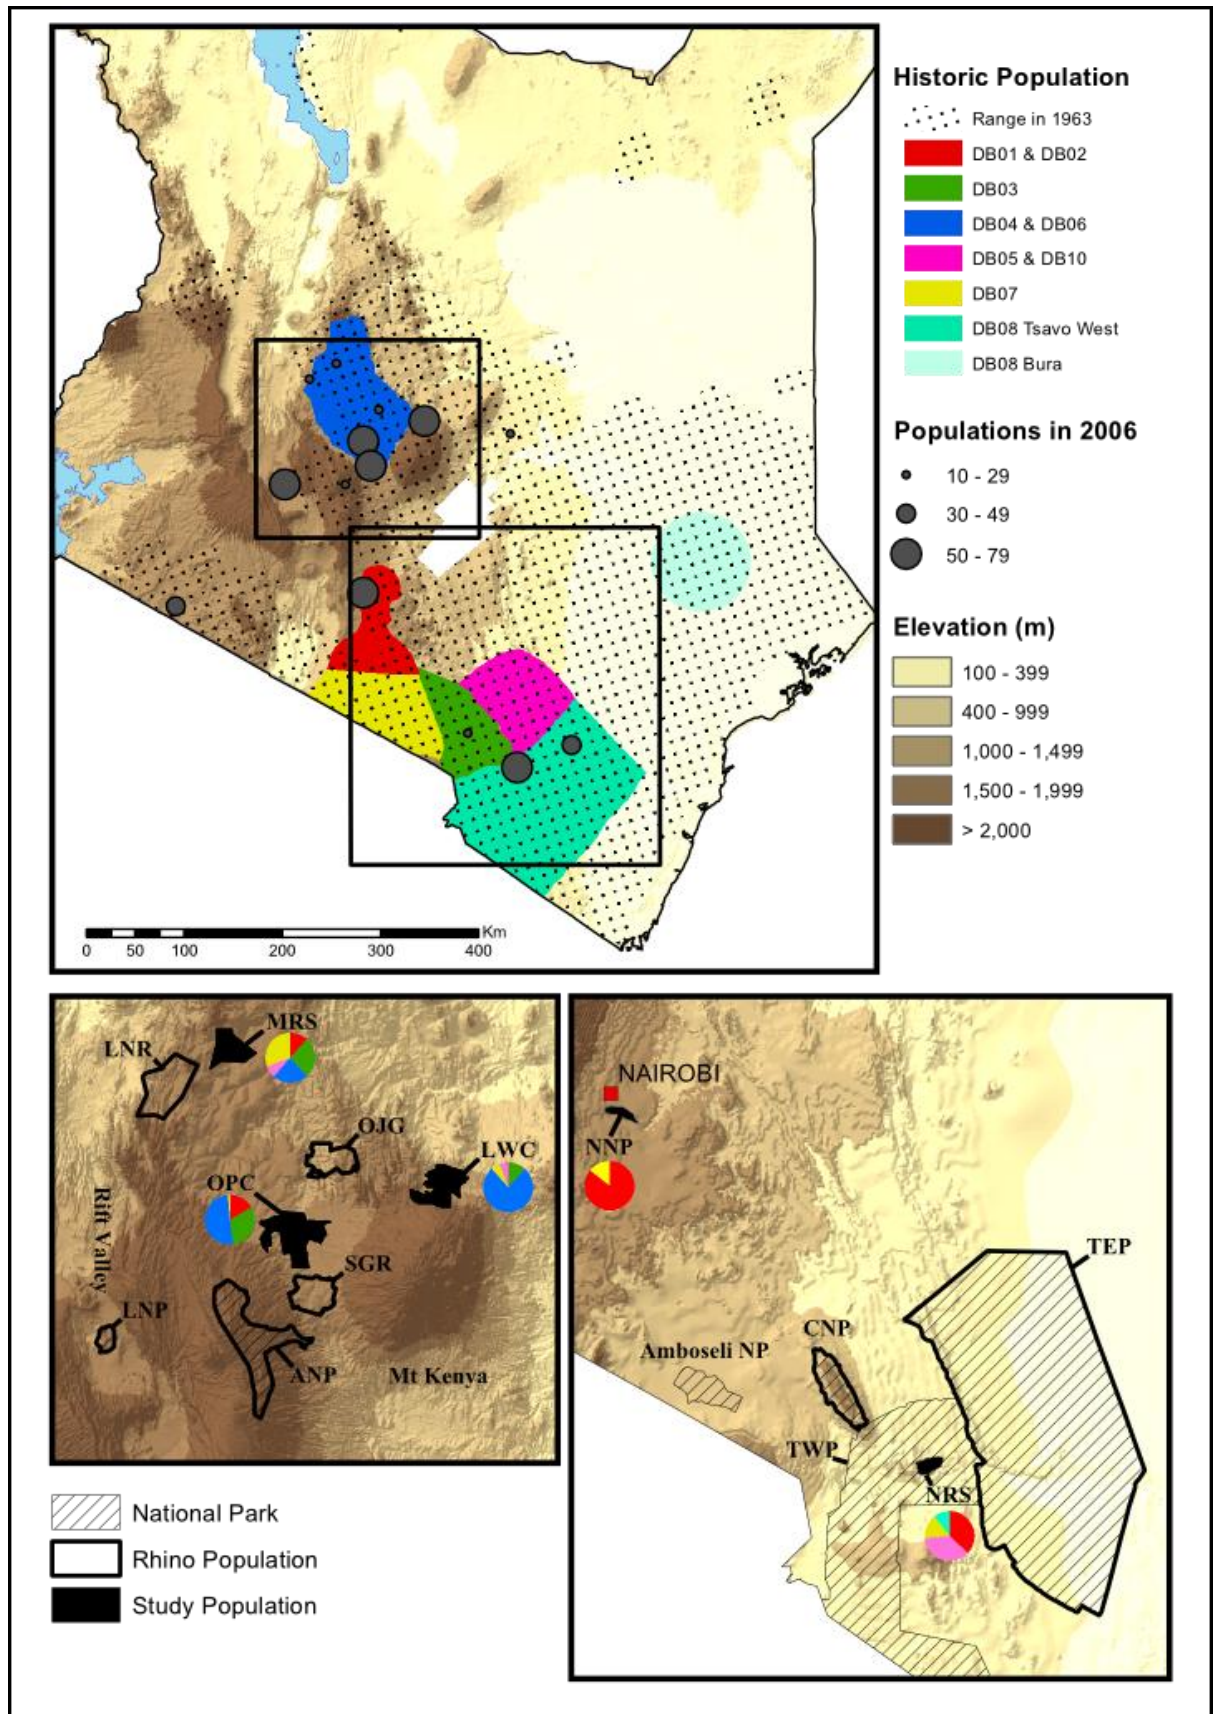 Historic Population
Range in 1963
DB01 & DB02
DB03
DB04 & DB06
DB05 & DB10
DB07
DB08 Tsavo West
DB08 Bura
Populations in 2006
10 - 29
30 - 49
50 - 79
Elevation (m)
100 - 399
400 - 999
1,000 - 1,499
1,500 - 1,999
> 2,000
Km
0 50 100 200 300 400
MRS
LNR
OJG
LWC
OPC
Rift Valley
SGR
LNP
ANP
Mt Kenya
NAIROBI
NNP
TEP
CNP
Amboseli NP
TWP
NRS
National Park
Rhino Population
Study Population